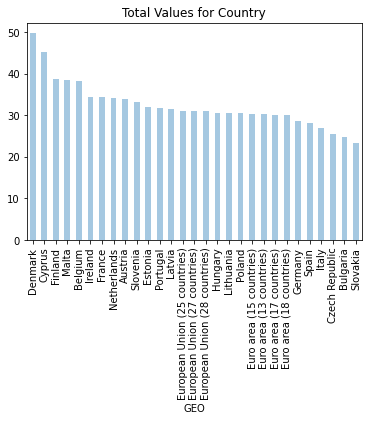 Total Values for Country
50
40
30
20
10
0
Denmark
Cyprus
Finland
Malta
Belgium
Ireland
France
Netherlands
Austria
Slovenia
Estonia
Portugal
Latvia
European Union (25 countries)
European Union (27 countries)
European Union (28 countries)
Hungary
Lithuania
Poland
Euro area (15 countries)
Euro area (13 countries)
Euro area (17 countries)
Euro area (18 countries)
Germany
Spain
Italy
Czech Republic
Bulgaria
Slovakia
GEO